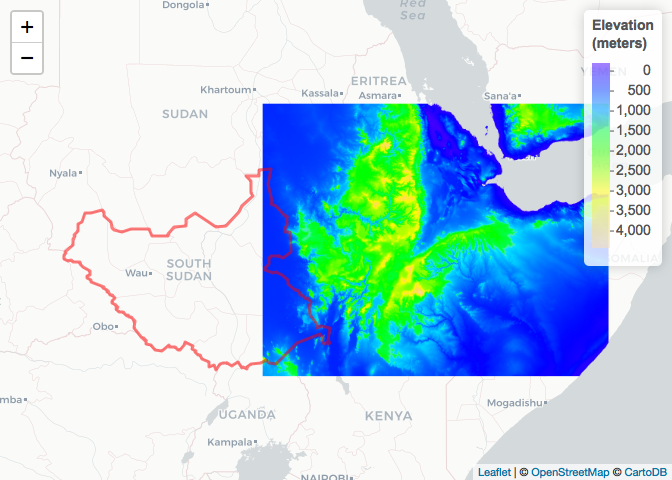 +
−
Dongola
Red
Sea
Elevation
(meters)
0
500
1,000
1,500
2,000
2,500
3,000
3,500
4,000
YEMEN
Khartoum
Kassala
ERITREA
Asmara
Sana'a
SUDAN
Nyala
Wau
SOUTH
SUDAN
SOMALIA
Obo
mba
UGANDA
KENYA
Mogadishu
Kampala
NAIROBI
Leaflet | © OpenStreetMap © CartoDB